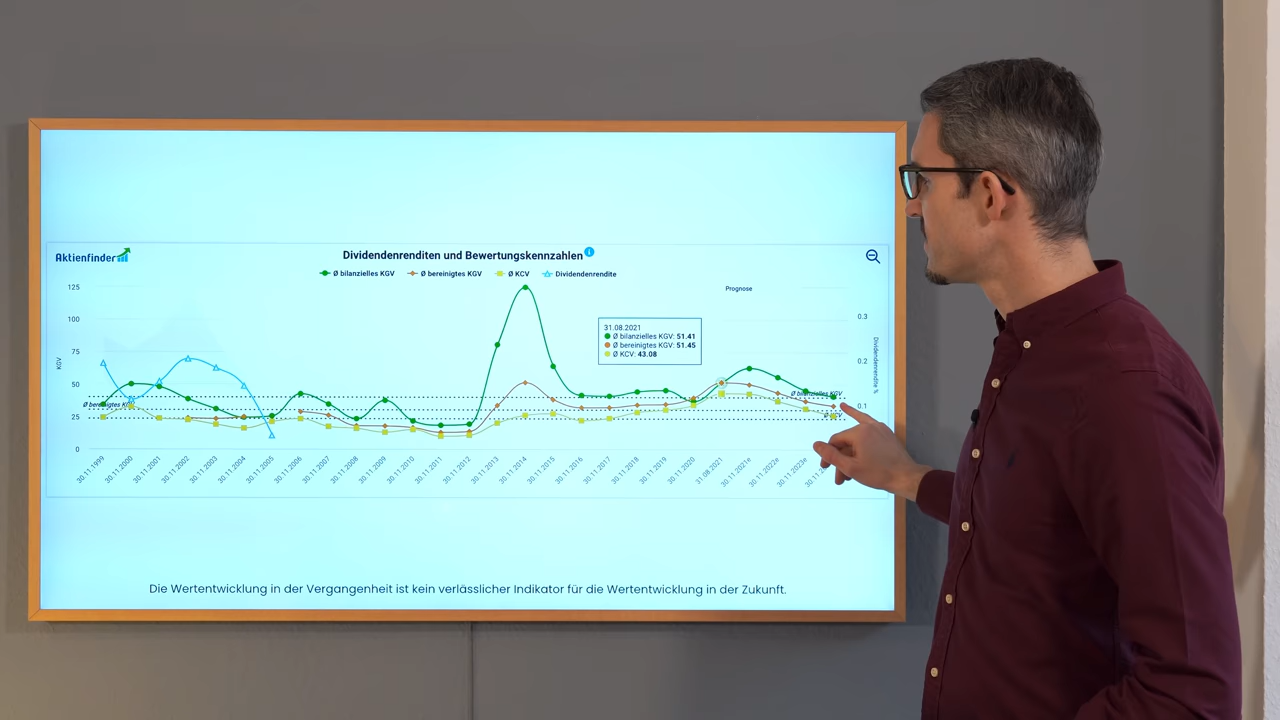 Aktienfinder
Dividendenrenditen und Bewertungskennzahlen i
Ø bilanzielles KGV Ø bereinigtes KGV Ø KCV Dividendenrendite
125
100
75
50
25
0
KGV
Prognose
0.3
0.2
0.1
Dividendenrendite %
31.08.2021
Ø bilanzielles KGV: 51.41
Ø bereinigtes KGV: 51.45
Ø KCV: 43.08
Ø bilanzielles KGV
Ø bereinigtes KGV
30.11.1999 30.11.2000 30.11.2001 30.11.2002 30.11.2003 30.11.2004 30.11.2005 30.11.2006 30.11.2007 30.11.2008 30.11.2009 30.11.2010 30.11.2011 30.11.2012 30.11.2013 30.11.2014 30.11.2015 30.11.2016 30.11.2017 30.11.2018 30.11.2019 30.11.2020 31.08.2021 30.11.2021e 30.11.2022e 30.11.2023e
Die Wertentwicklung in der Vergangenheit ist kein verlässlicher Indikator für die Wertentwicklung in der Zukunft.